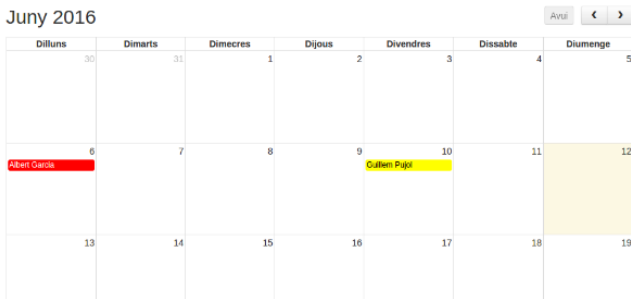 Juny 2016
Avui
Dilluns Dimarts Dimecres Dijous Divendres Dissabte Diumenge
30 31 1 2 3 4 5
6 7 8 9 10 11 12
Albert Garcia Guillem Pujol
13 14 15 16 17 18 19